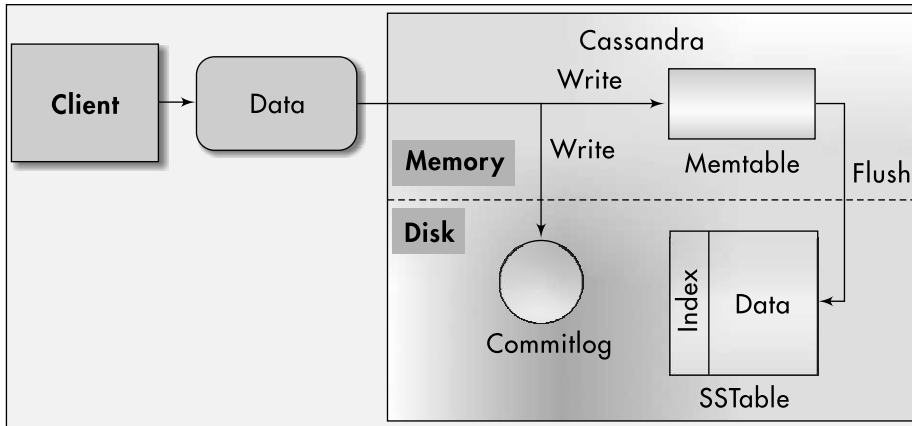 Cassandra
Client
Data
Write
Write
Memory
Memtable
Flush
Disk
Index
Data
Commitlog
SSTable